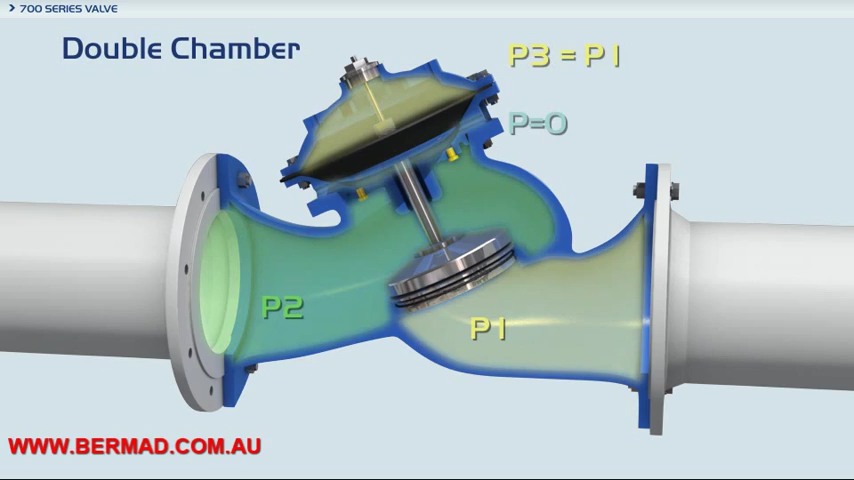 > 700 SERIES VALVE
Double Chamber
P3 = P1
P=0
P2
P1
WWW.BERMAD.COM.AU